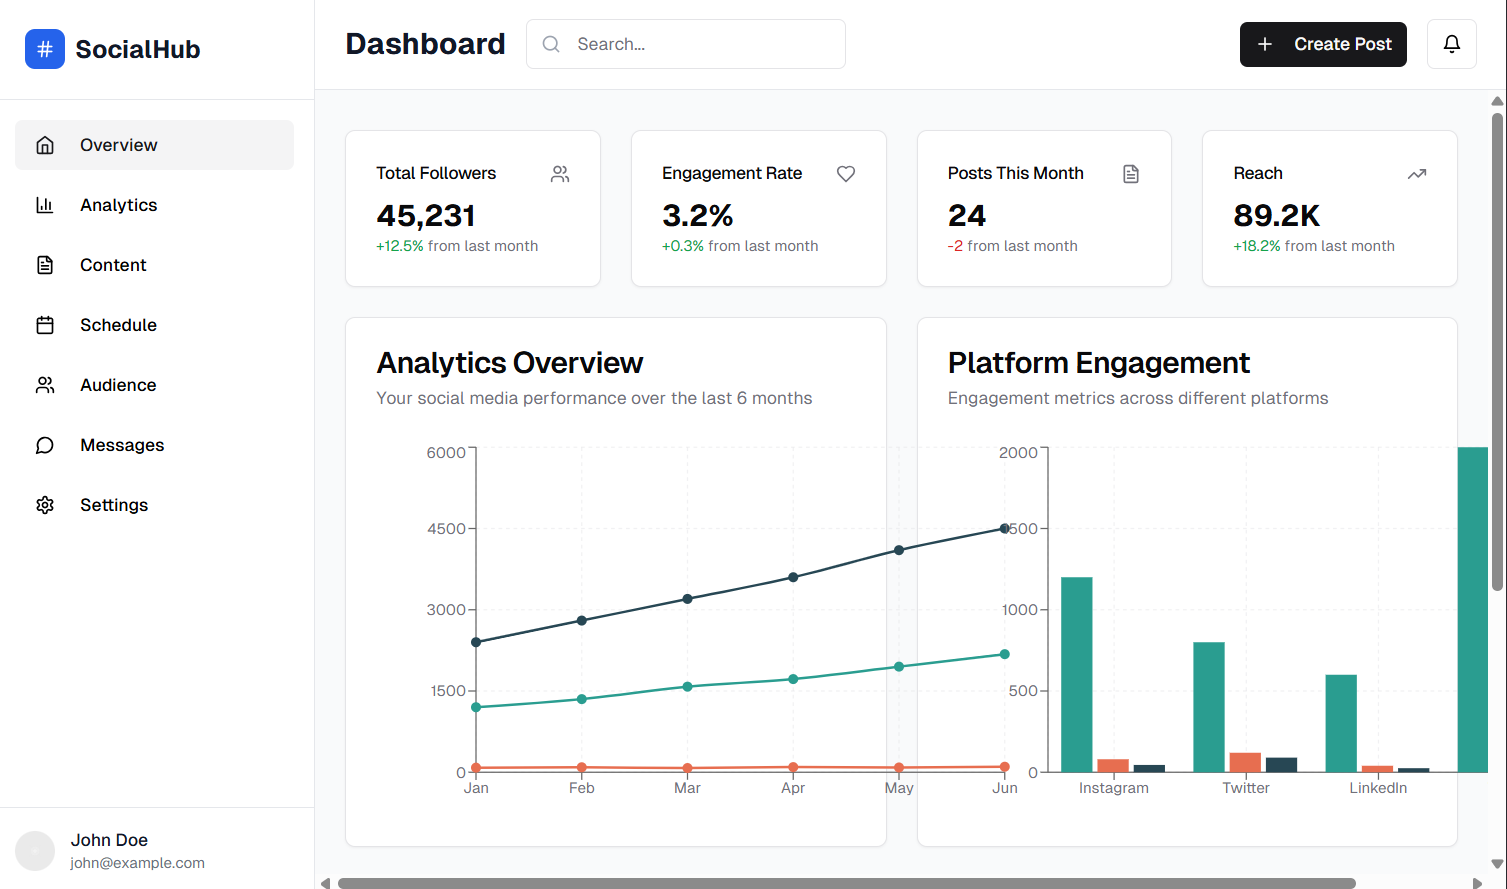 # SocialHub
Dashboard
Search...
Create Post
Overview
Analytics
Content
Schedule
Audience
Messages
Settings
John Doe
john@example.com
Total Followers
45,231
+12.5% from last month
Engagement Rate
3.2%
+0.3% from last month
Posts This Month
24
-2 from last month
Reach
89.2K
+18.2% from last month
Analytics Overview
Your social media performance over the last 6 months
6000
4500
3000
1500
0
Jan Feb Mar Apr May Jun
Platform Engagement
Engagement metrics across different platforms
2000
500
1000
500
0
Instagram Twitter LinkedIn